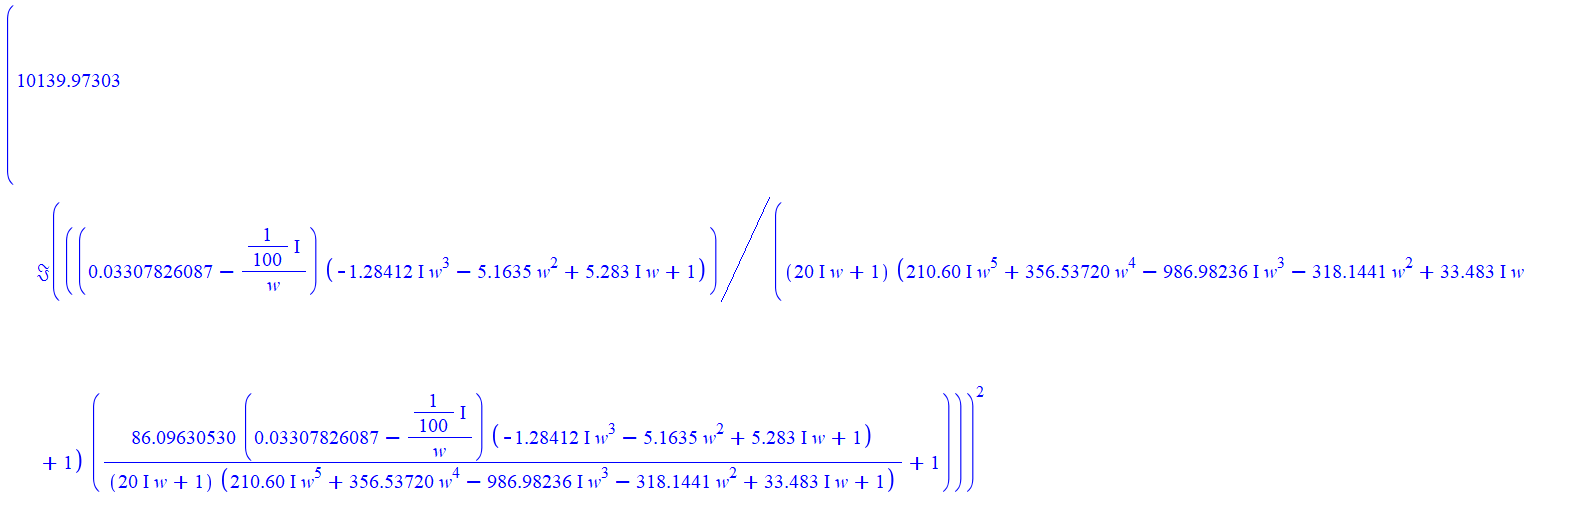 (10139.97303
ℑ(((0.03307826087 − (1/100 I)/w) (-1.28412 I w^3 − 5.1635 w^2 + 5.283 I w + 1)) / ((20 I w + 1) (210.60 I w^5 + 356.53720 w^4 − 986.98236 I w^3 − 318.1441 w^2 + 33.483 I w
+ 1) ((86.09630530 (0.03307826087 − (1/100 I)/w) (-1.28412 I w^3 − 5.1635 w^2 + 5.283 I w + 1))/((20 I w + 1) (210.60 I w^5 + 356.53720 w^4 − 986.98236 I w^3 − 318.1441 w^2 + 33.483 I w + 1)) + 1)))^2